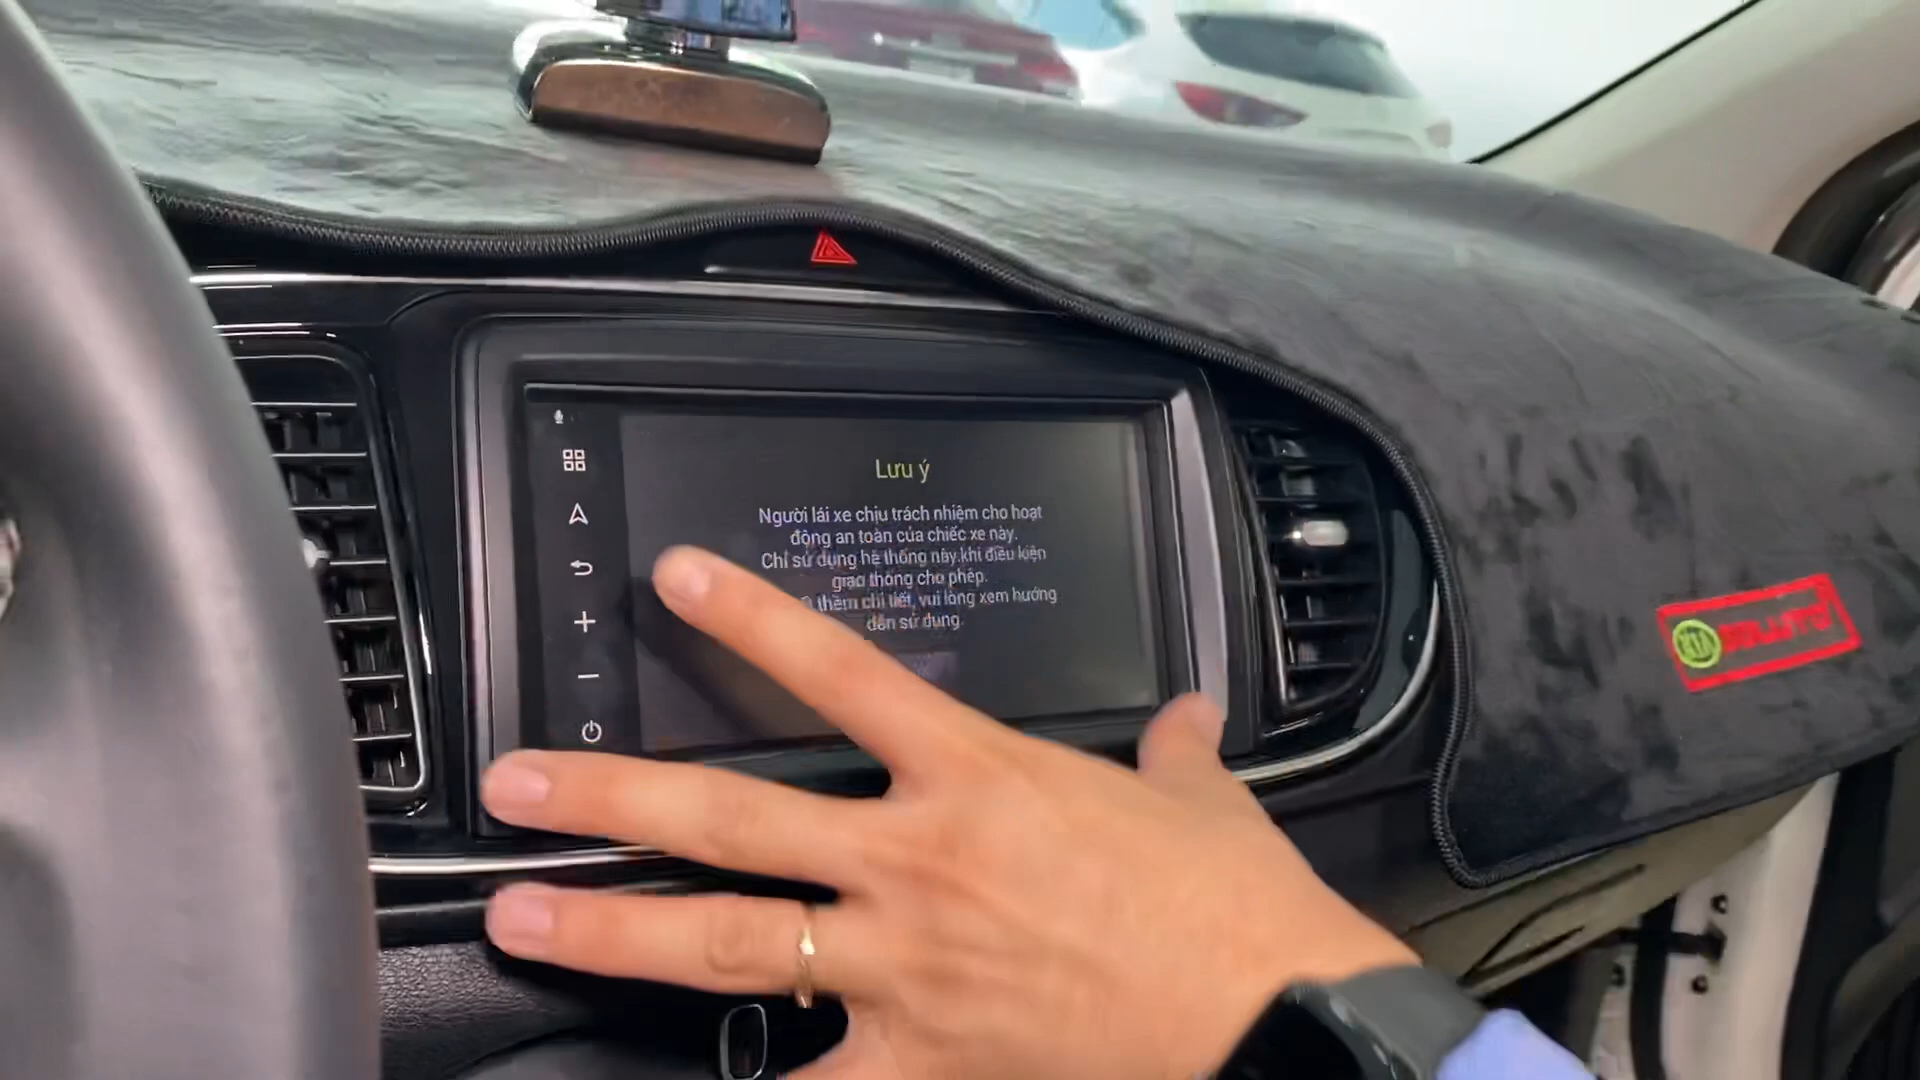 Lưu ý
Người lái xe chịu trách nhiệm cho hoạt
động an toàn của chiếc xe này.
Chỉ sử dụng hệ thống này khi điều kiện
giao thông cho phép.
thêm chi tiết, vui lòng xem hướng
dẫn sử dụng.
KIA SOLUTO